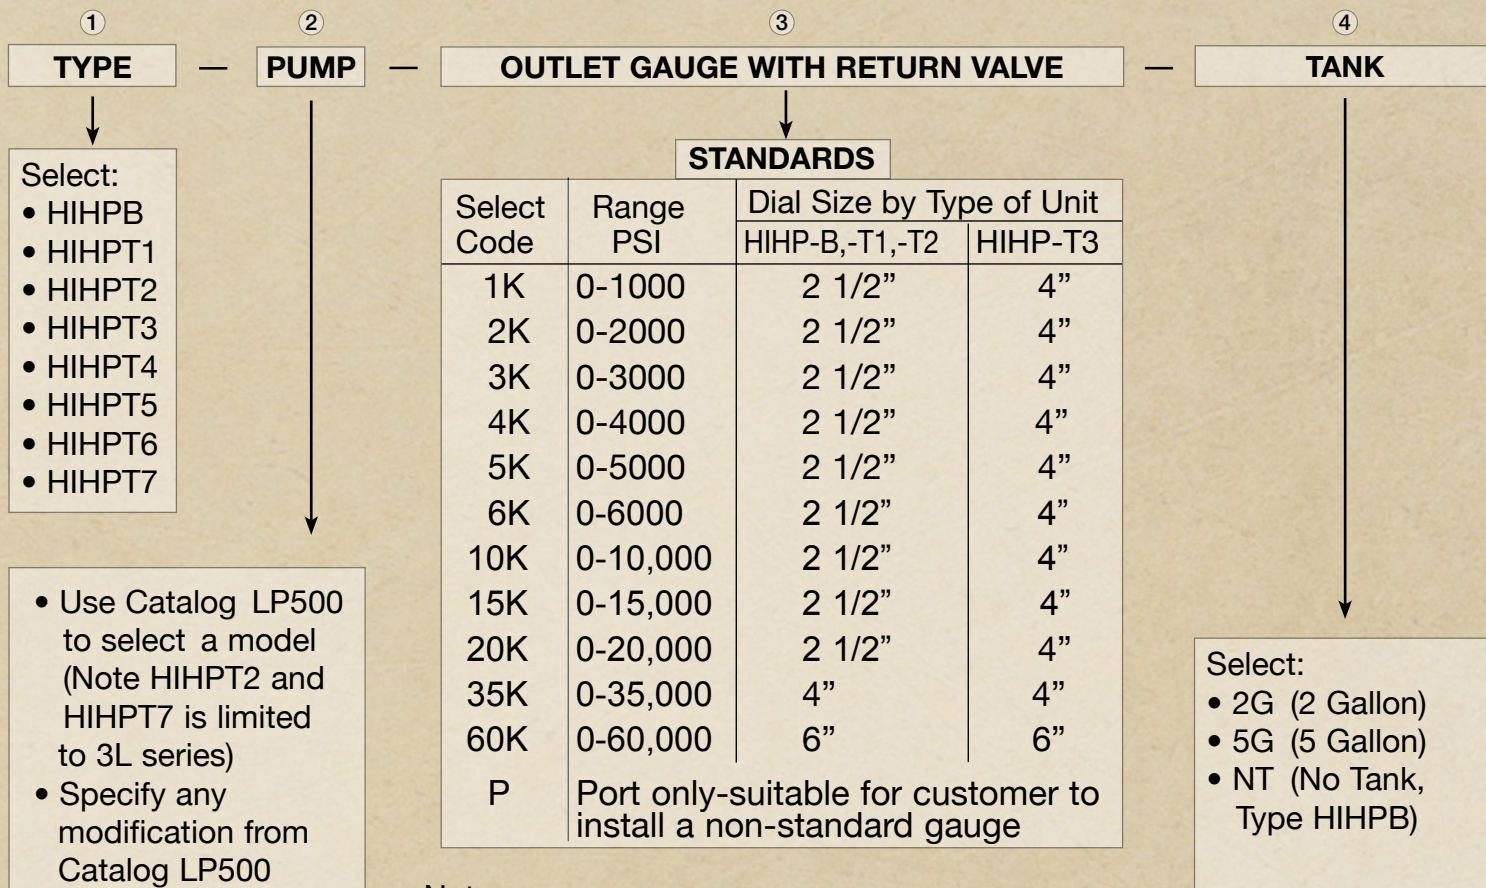 ① ② ③ ④
TYPE — PUMP — OUTLET GAUGE WITH RETURN VALVE — TANK
Select:
• HIHPB
• HIHPT1
• HIHPT2
• HIHPT3
• HIHPT4
• HIHPT5
• HIHPT6
• HIHPT7
• Use Catalog LP500
to select a model
(Note HIHPT2 and
HIHPT7 is limited
to 3L series)
• Specify any
modification from
Catalog LP500
STANDARDS
Select Range Dial Size by Type of Unit
Code PSI HIHP-B,-T1,-T2 HIHP-T3
1K 0-1000 2 1/2” 4”
2K 0-2000 2 1/2” 4”
3K 0-3000 2 1/2” 4”
4K 0-4000 2 1/2” 4”
5K 0-5000 2 1/2” 4”
6K 0-6000 2 1/2” 4”
10K 0-10,000 2 1/2” 4”
15K 0-15,000 2 1/2” 4”
20K 0-20,000 2 1/2” 4”
35K 0-35,000 4” 4”
60K 0-60,000 6” 6”
P Port only-suitable for customer to
install a non-standard gauge
Select:
• 2G (2 Gallon)
• 5G (5 Gallon)
• NT (No Tank,
Type HIHPB)